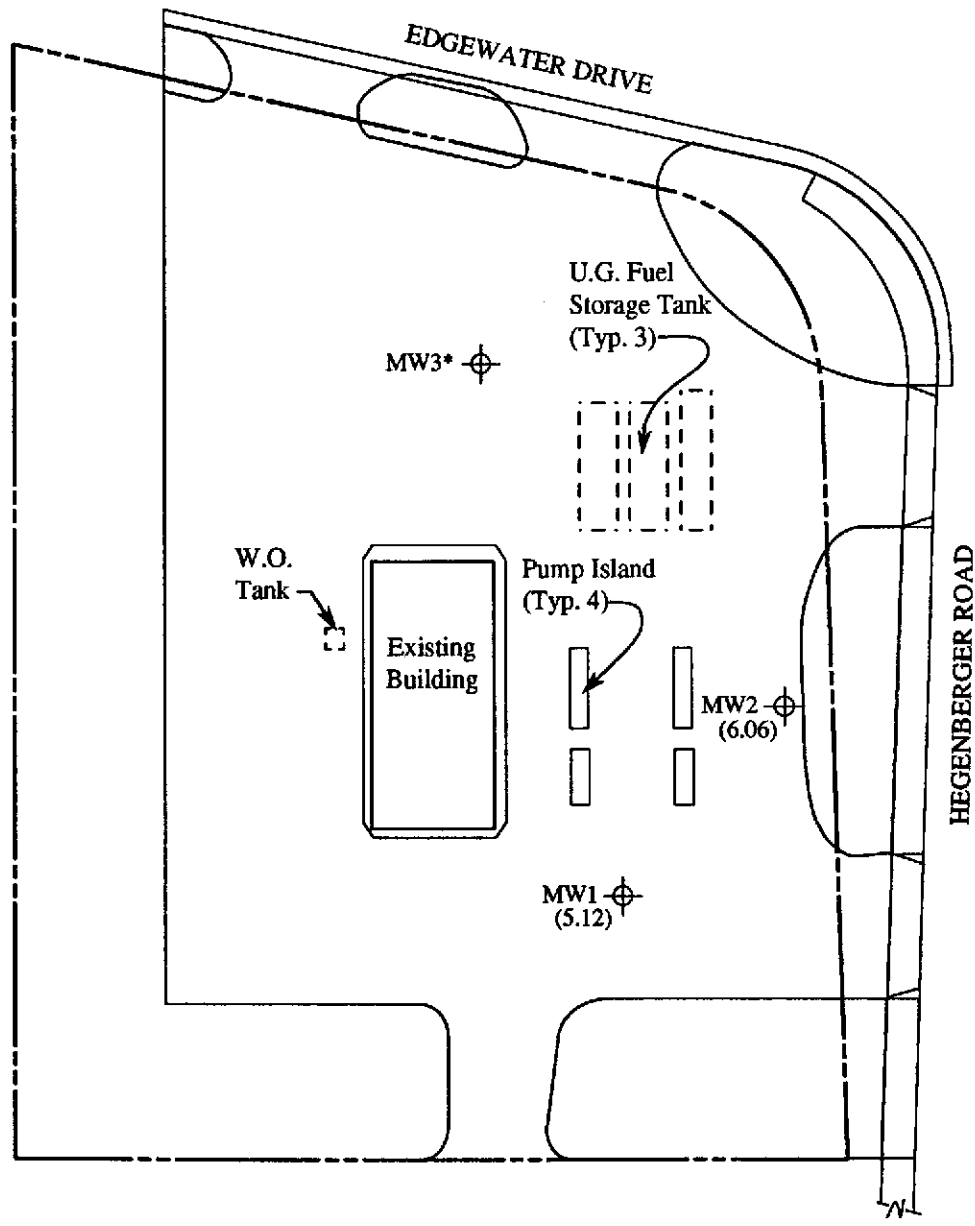 EDGEWATER DRIVE
U.G. Fuel
Storage Tank
(Typ. 3)
MW3*
W.O.
Tank
Pump Island
(Typ. 4)
Existing
Building
MW2
(6.06)
HEGENBERGER ROAD
MW1
(5.12)